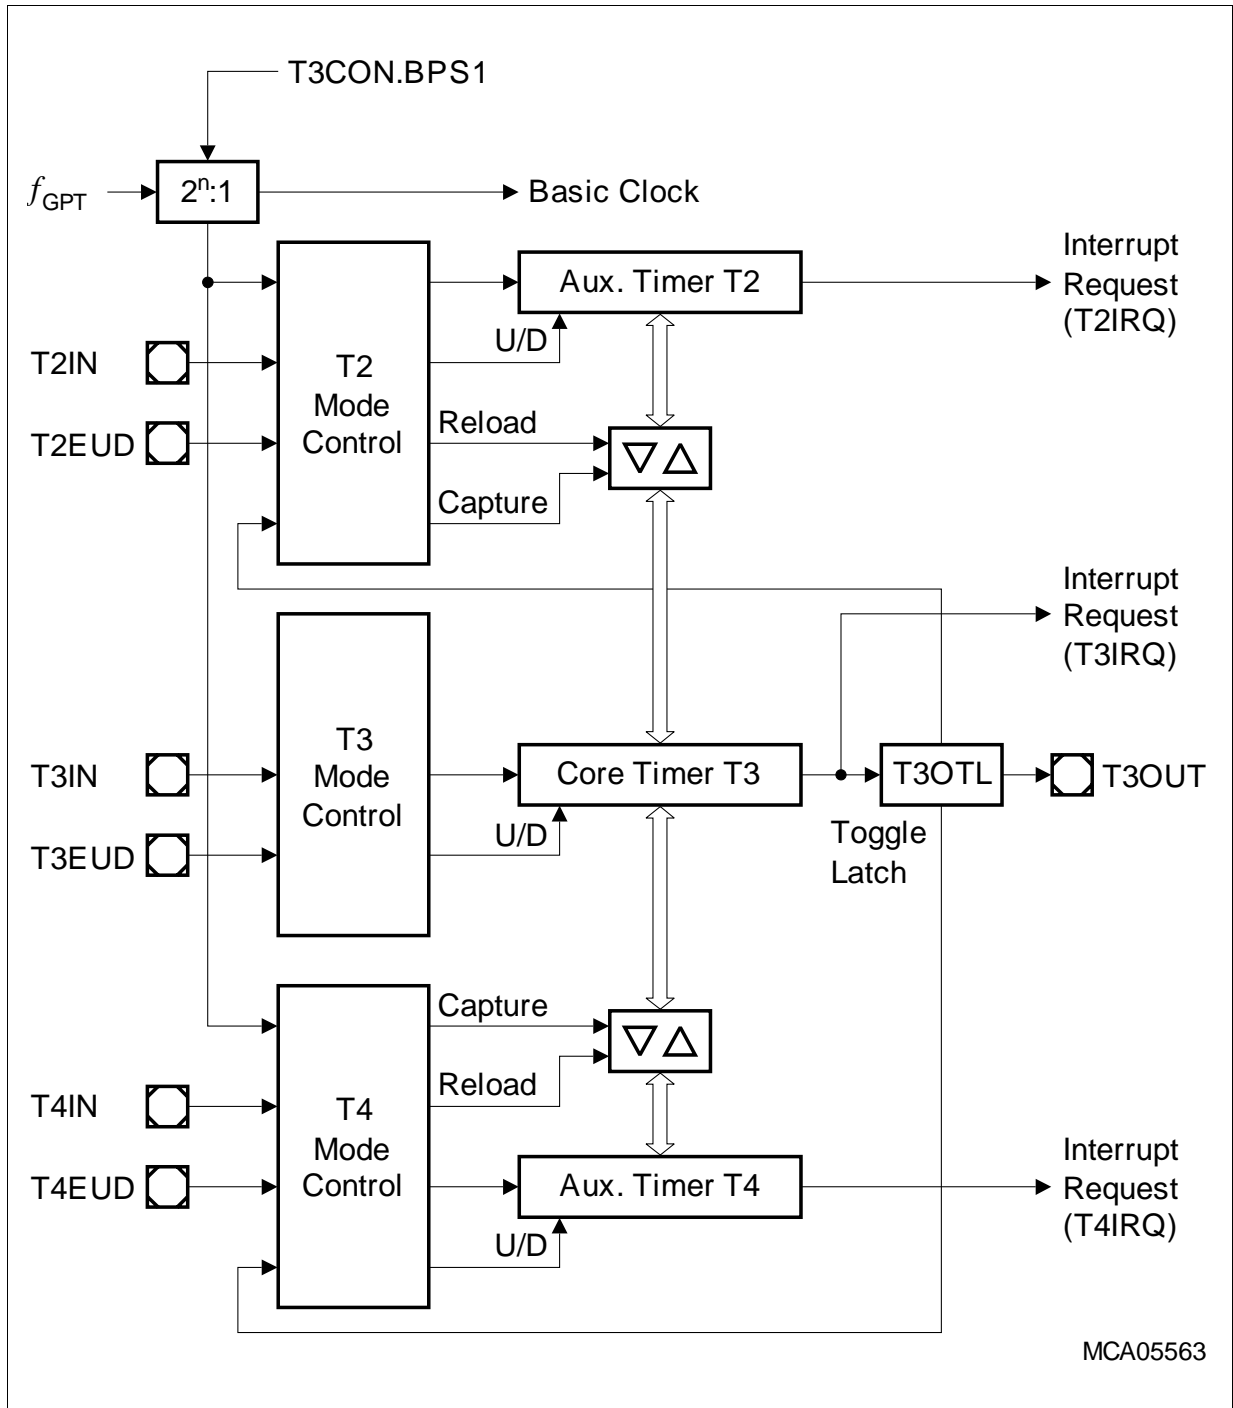 T3CON.BPS1
fGPT
2ⁿ:1
Basic Clock
Interrupt
Request
(T2IRQ)
Aux. Timer T2
U/D
T2IN
T2EUD
T2
Mode
Control
Reload
Capture
Interrupt
Request
(T3IRQ)
T3
Mode
Control
T3IN
T3EUD
Core Timer T3
U/D
T3OTL
T3OUT
Toggle
Latch
Capture
Reload
T4IN
T4EUD
T4
Mode
Control
Aux. Timer T4
U/D
Interrupt
Request
(T4IRQ)
MCA05563